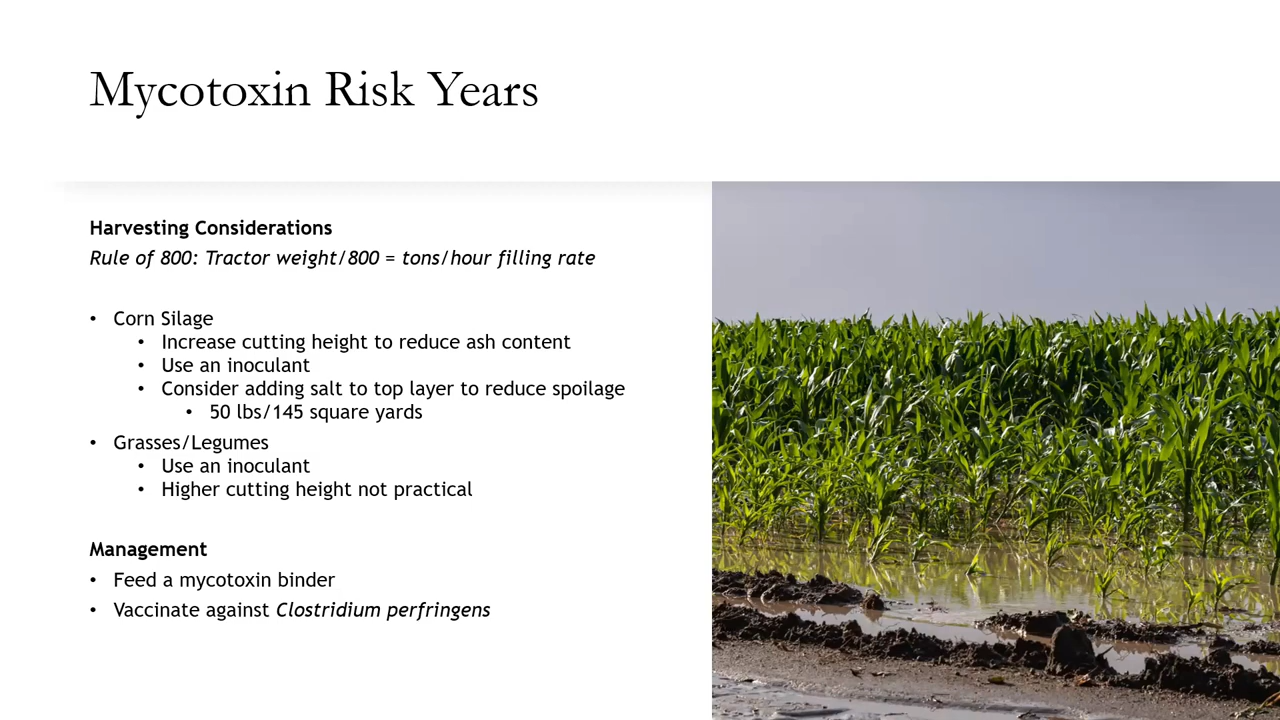 Mycotoxin Risk Years
Harvesting Considerations
Rule of 800: Tractor weight/800 = tons/hour filling rate
• Corn Silage
• Increase cutting height to reduce ash content
• Use an inoculant
• Consider adding salt to top layer to reduce spoilage
• 50 lbs/145 square yards
• Grasses/Legumes
• Use an inoculant
• Higher cutting height not practical
Management
• Feed a mycotoxin binder
• Vaccinate against Clostridium perfringens